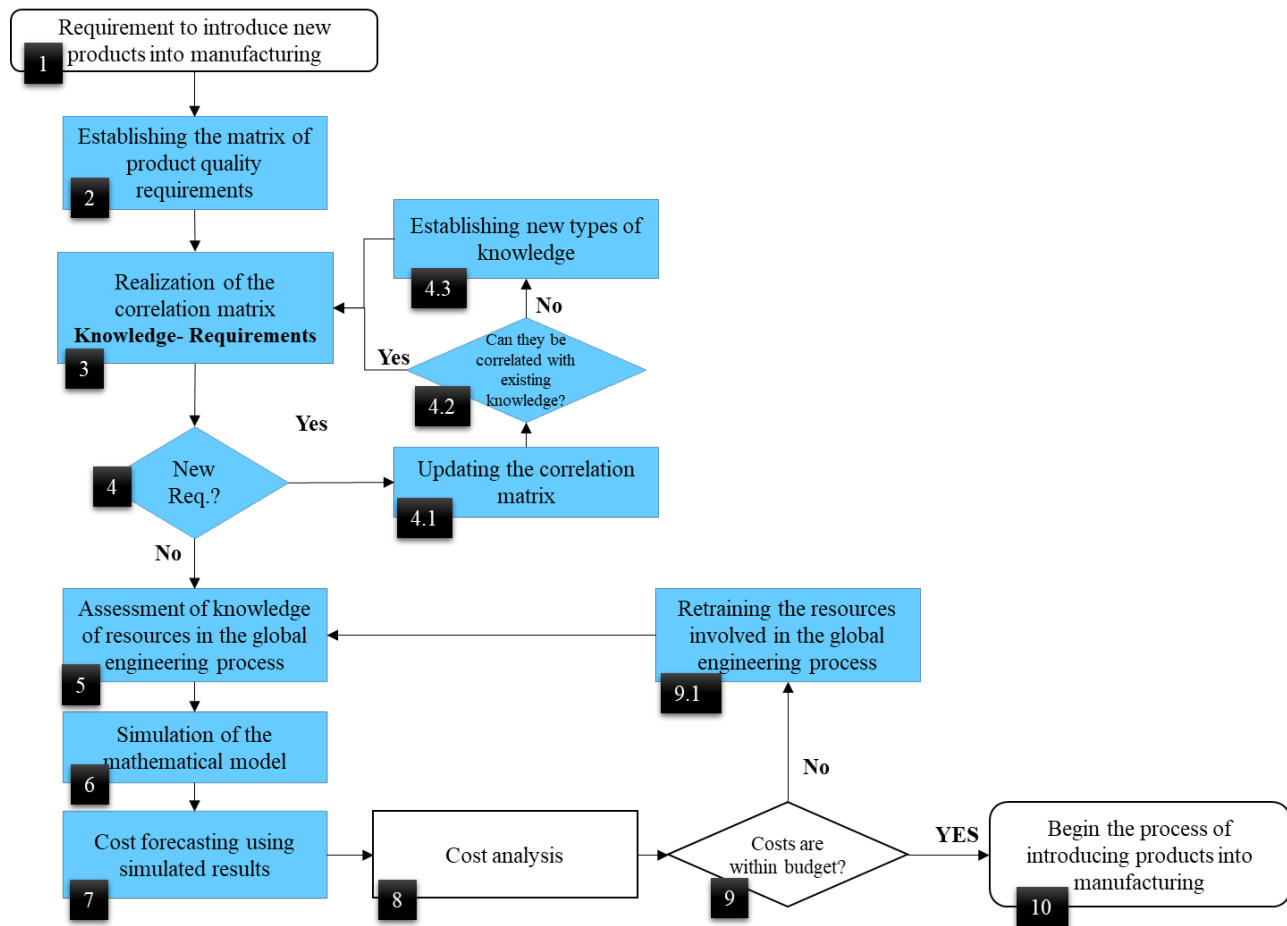 Requirement to introduce new
products into manufacturing
1
Establishing the matrix of
product quality
requirements
2
Realization of the
correlation matrix
Knowledge- Requirements
3
Establishing new types of
knowledge
4.3
No
Can they be
correlated with
existing
knowledge?
Yes
4.2
Yes
New
Req.?
4
Updating the correlation
matrix
4.1
No
Assessment of knowledge
of resources in the global
engineering process
5
Retraining the resources
involved in the global
engineering process
9.1
Simulation of the
mathematical model
6
No
Cost forecasting using
simulated results
7
Cost analysis
8
Costs are
within budget?
9
YES
Begin the process of
introducing products into
manufacturing
10